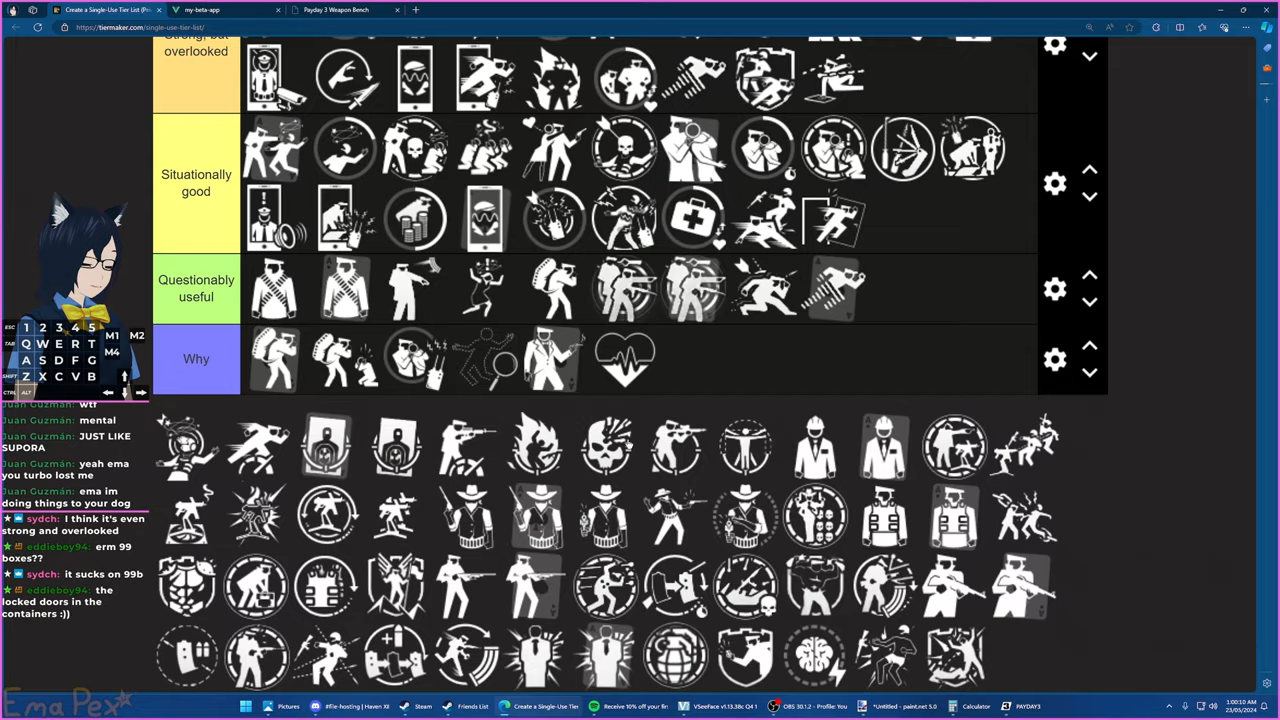 Create a Single-Use Tier List (Pri
my-beta-app
Payday 3 Weapon Bench
https://tiermaker.com/single-use-tier-list/
overlooked
Situationally
good
Questionably
useful
Why
ESC 1 2 3 4 5 M1 M2
TAB Q W E R T
A S D F G M4
SHIFT Z X C V B
CTRL ALT
Juan Guzmán: wtf
Juan Guzmán: mental
Juan Guzmán: JUST LIKE
SUPORA
Juan Guzmán: yeah ema
you turbo lost me
Juan Guzmán: ema im
doing things to your dog
sydch: I think it's even
strong and overlooked
eddieboy94: erm 99
boxes??
sydch: it sucks on 99b
eddieboy94: the
locked doors in the
containers :))
Ema Pex
Pictures
#file-hosting | Haven XI
Steam
Friends List
Create a Single-Use Tier
Receive 10% off your fir
VSeeFace v1.13.38c Q4 1
OBS 30.1.2 - Profile: You
*Untitled - paint.net 5.0
Calculator
PAYDAY3
1:00:10 AM
23/05/2024